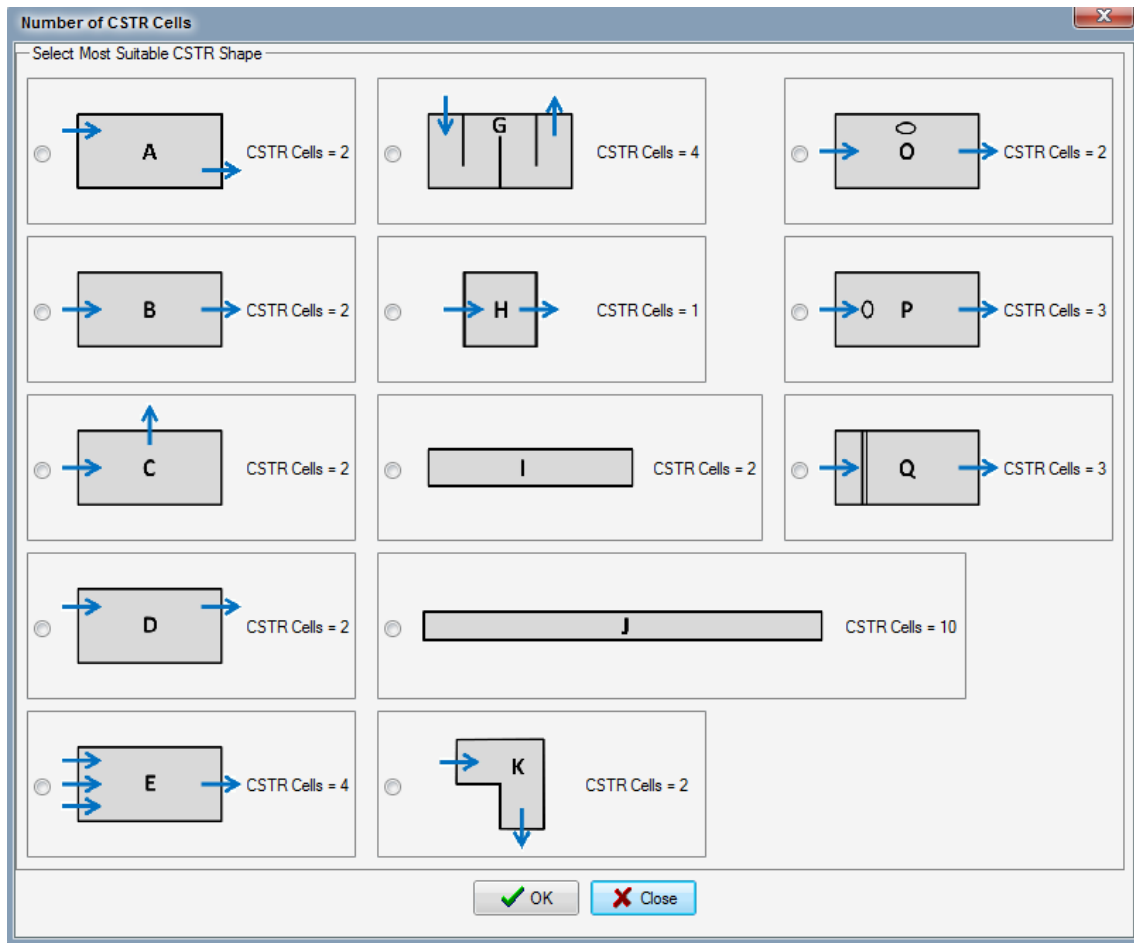 Number of CSTR Cells
Select Most Suitable CSTR Shape
A CSTR Cells = 2
G CSTR Cells = 4
O CSTR Cells = 2
B CSTR Cells = 2
H CSTR Cells = 1
P CSTR Cells = 3
C CSTR Cells = 2
I CSTR Cells = 2
Q CSTR Cells = 3
D CSTR Cells = 2
J CSTR Cells = 10
E CSTR Cells = 4
K CSTR Cells = 2
OK
Close